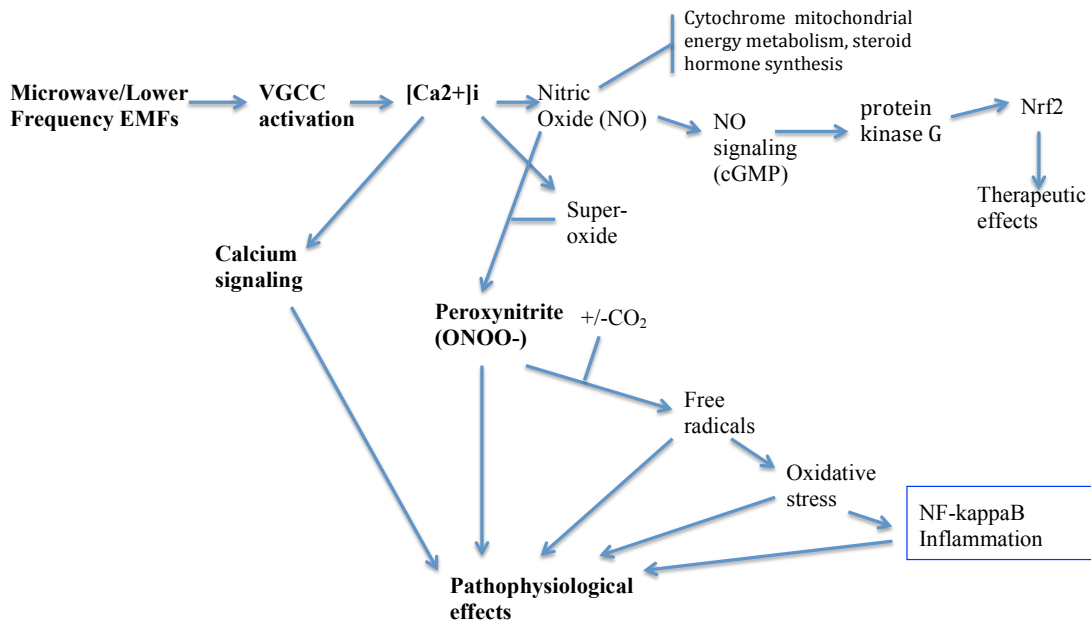 Cytochrome mitochondrial
energy metabolism, steroid
hormone synthesis
Microwave/Lower
Frequency EMFs
VGCC
activation
[Ca2+]i
Nitric
Oxide (NO)
NO
signaling
(cGMP)
protein
kinase G
Nrf2
Therapeutic
effects
Super-
oxide
Calcium
signaling
Peroxynitrite
(ONOO-)
+/-CO₂
Free
radicals
Oxidative
stress
NF-kappaB
Inflammation
Pathophysiological
effects